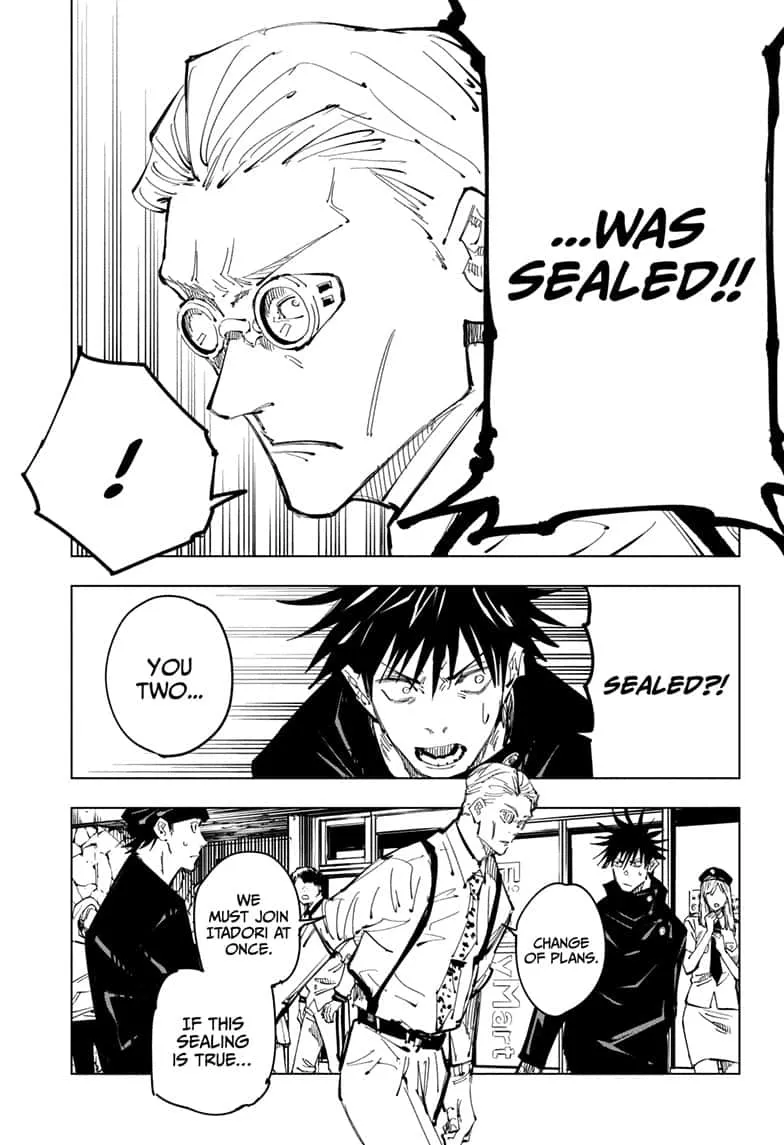 ...WAS
SEALED!!
!
SEALED?!
YOU
TWO...
CHANGE
OF PLANS.
yMart
WE
MUST JOIN
ITADORI AT
ONCE.
IF THIS
SEALING
IS TRUE...